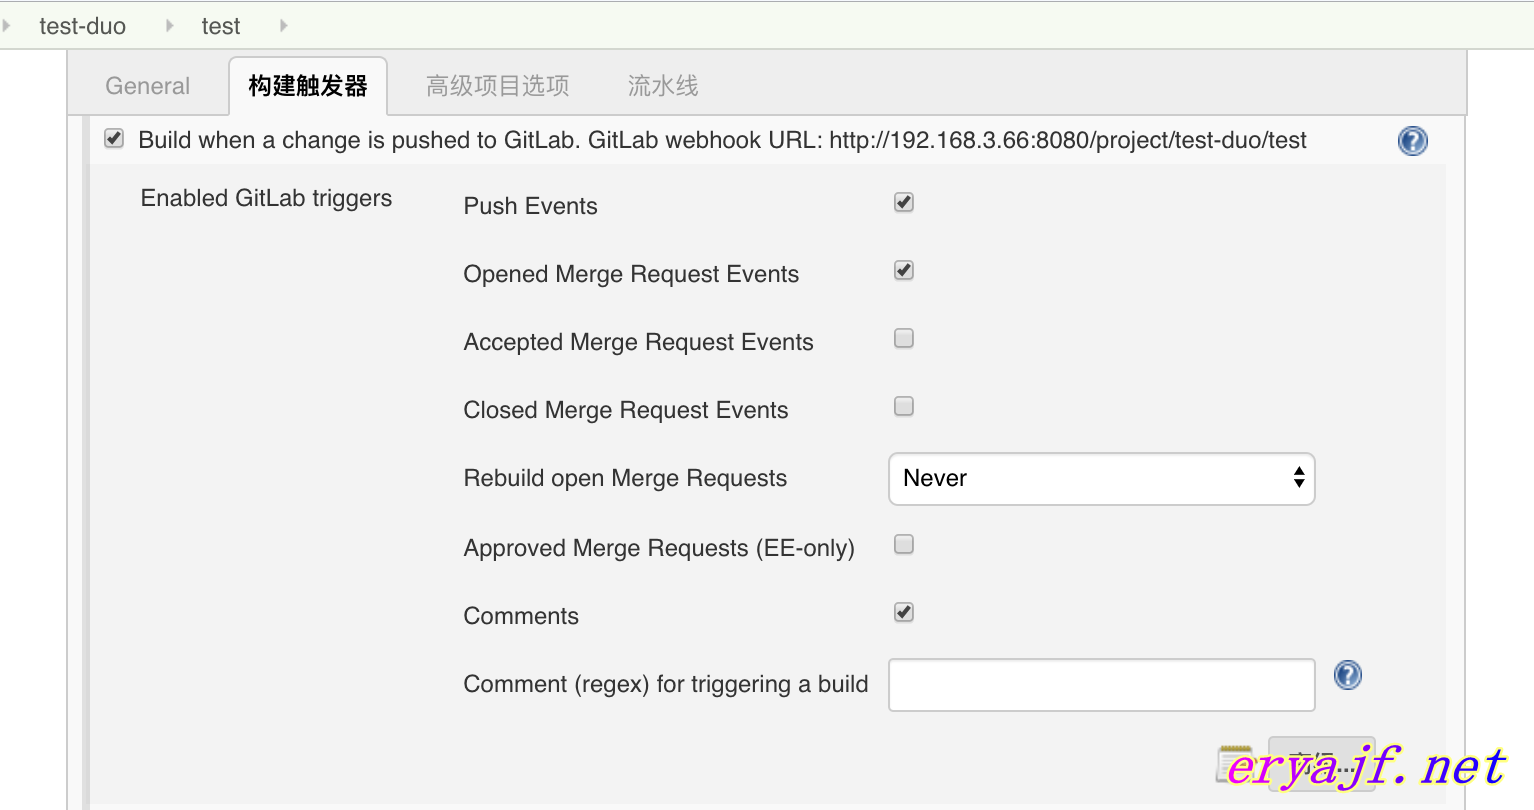 test-duo test
General 构建触发器 高级项目选项 流水线
Build when a change is pushed to GitLab. GitLab webhook URL: http://192.168.3.66:8080/project/test-duo/test
Enabled GitLab triggers
Push Events
Opened Merge Request Events
Accepted Merge Request Events
Closed Merge Request Events
Rebuild open Merge Requests Never
Approved Merge Requests (EE-only)
Comments
Comment (regex) for triggering a build
高级...
eryajf.net